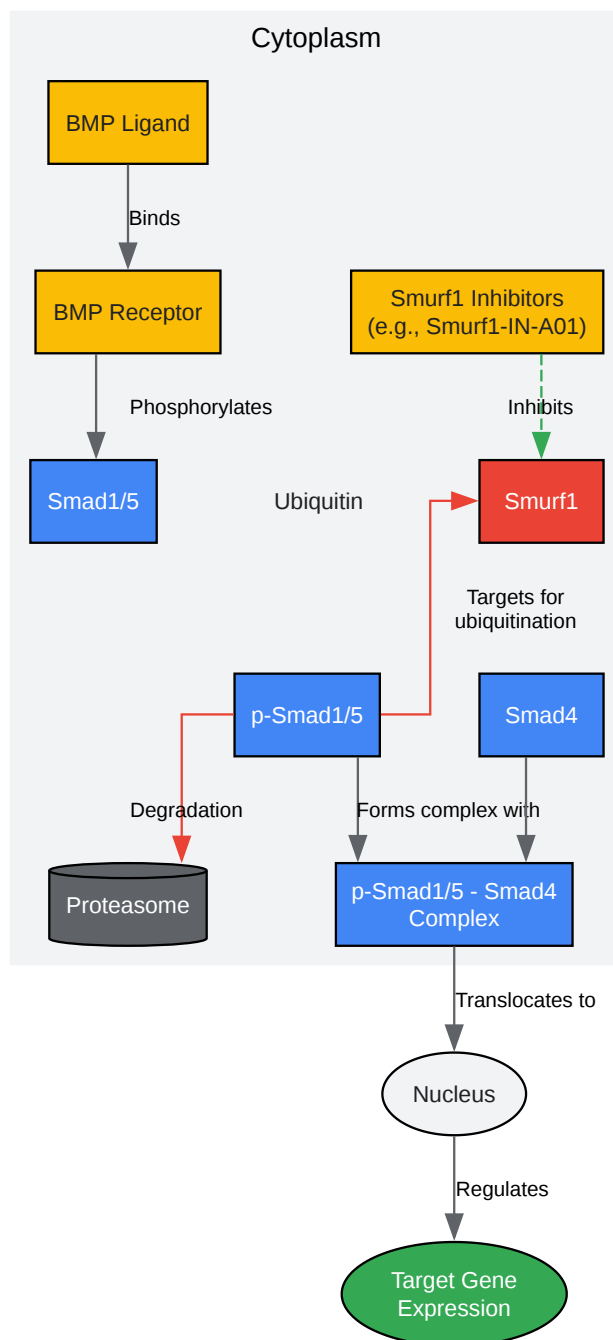 Cytoplasm
BMP Ligand
Binds
BMP Receptor
Smurf1 Inhibitors
(e.g., Smurf1-IN-A01)
Phosphorylates
Inhibits
Smad1/5
Ubiquitin
Smurf1
Targets for
ubiquitination
p-Smad1/5
Smad4
Degradation
Forms complex with
Proteasome
p-Smad1/5 - Smad4
Complex
Translocates to
Nucleus
Regulates
Target Gene
Expression